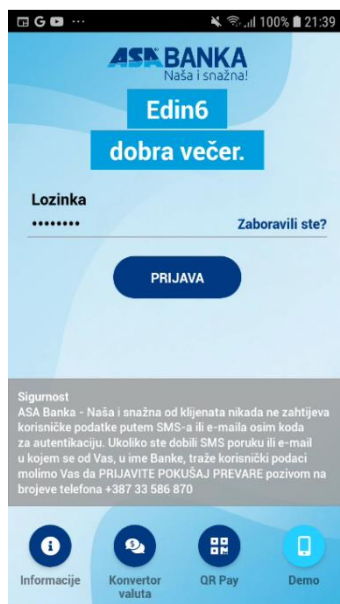 100% 21:39
ASA BANKA
Naša i snažna!
Edin6
dobra večer.
Lozinka
••••••••
Zaboravili ste?
PRIJAVA
Sigurnost
ASA Banka - Naša i snažna od klijenata nikada ne zahtijeva
korisničke podatke putem SMS-a ili e-maila osim koda
za autentikaciju. Ukoliko ste dobili SMS poruku ili e-mail
u kojem se od Vas, u ime Banke, traže korisnički podaci
molimo Vas da PRIJAVITE POKUŠAJ PREVARE pozivom na
brojeve telefona +387 33 586 870
Informacije
Konvertor
valuta
QR Pay
Demo